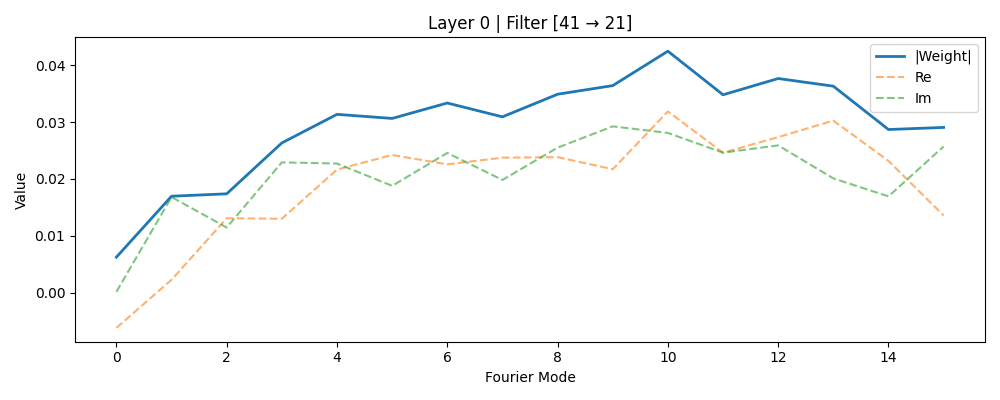 Layer 0 | Filter [41 → 21]
|Weight|
Re
Im
Value
0.04
0.03
0.02
0.01
0.00
0 2 4 6 8 10 12 14
Fourier Mode